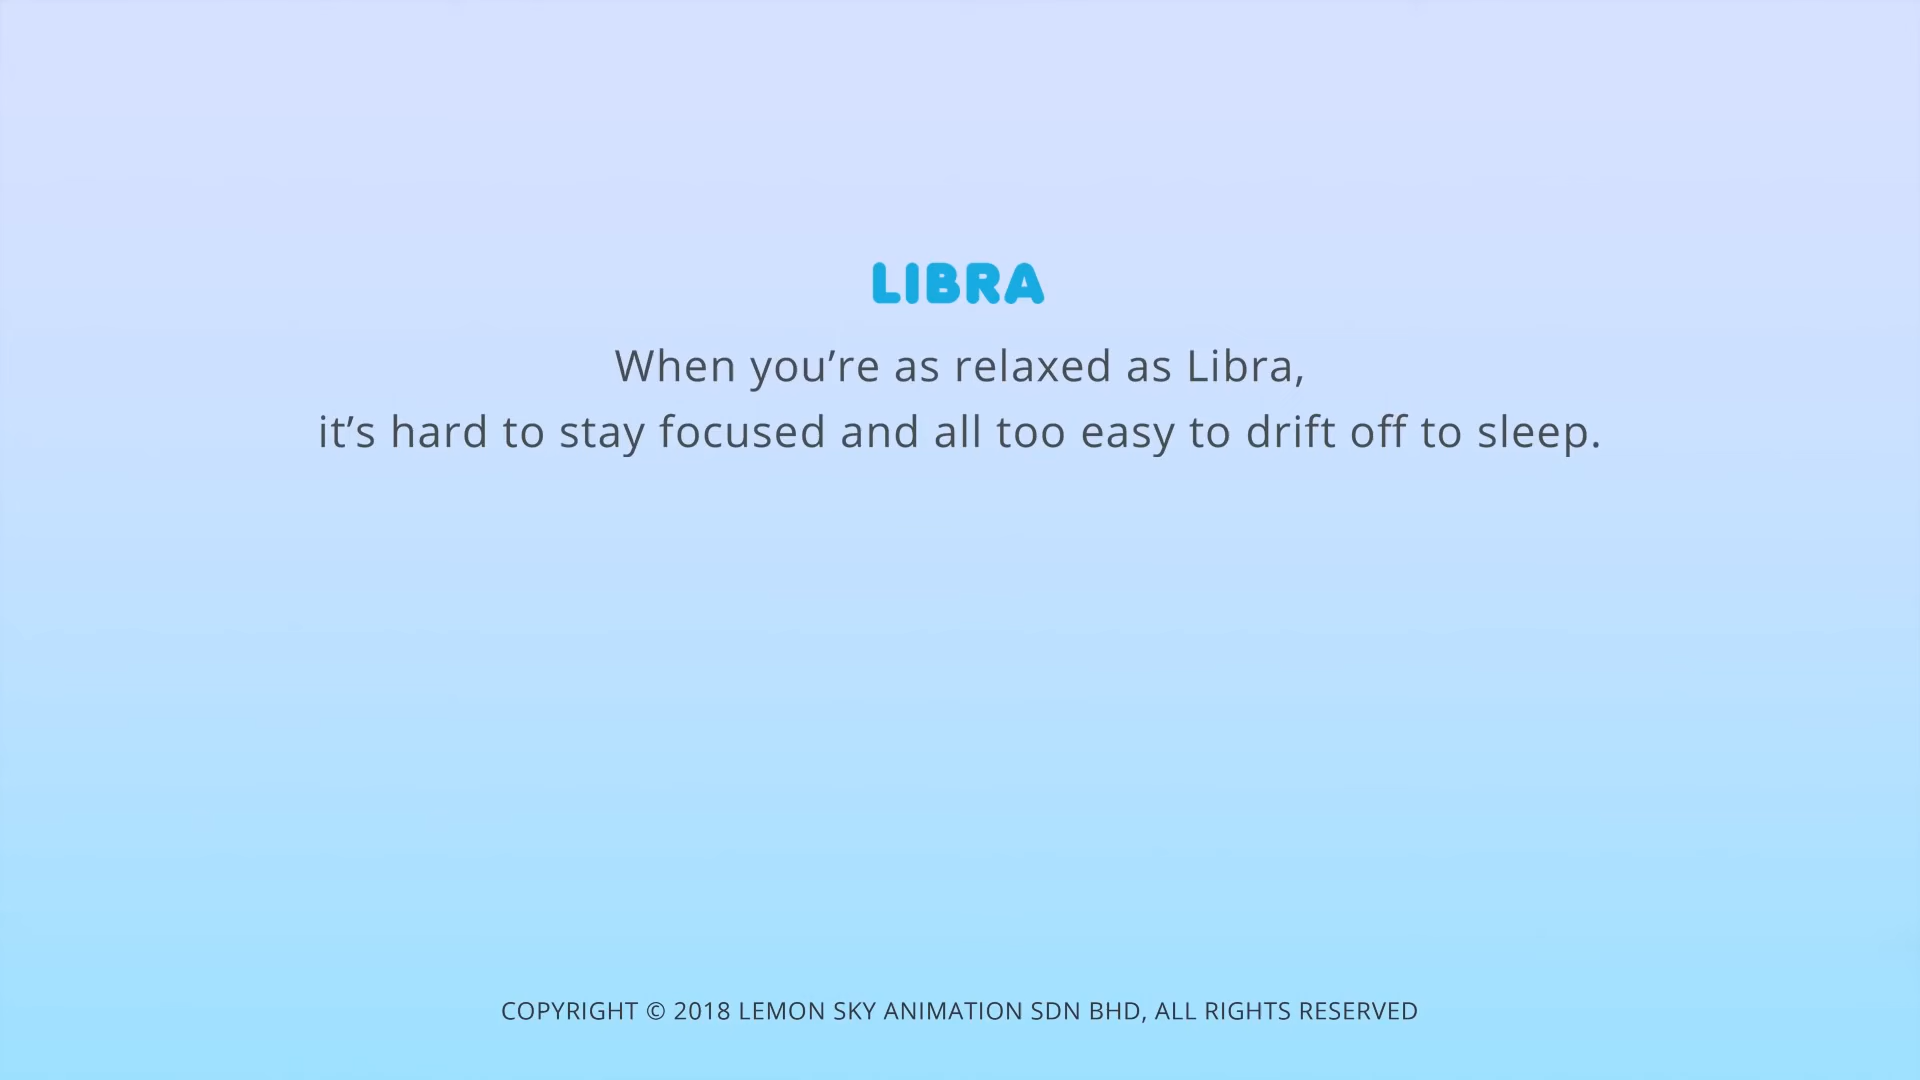 LIBRA
When you’re as relaxed as Libra,
it’s hard to stay focused and all too easy to drift off to sleep.
COPYRIGHT © 2018 LEMON SKY ANIMATION SDN BHD, ALL RIGHTS RESERVED